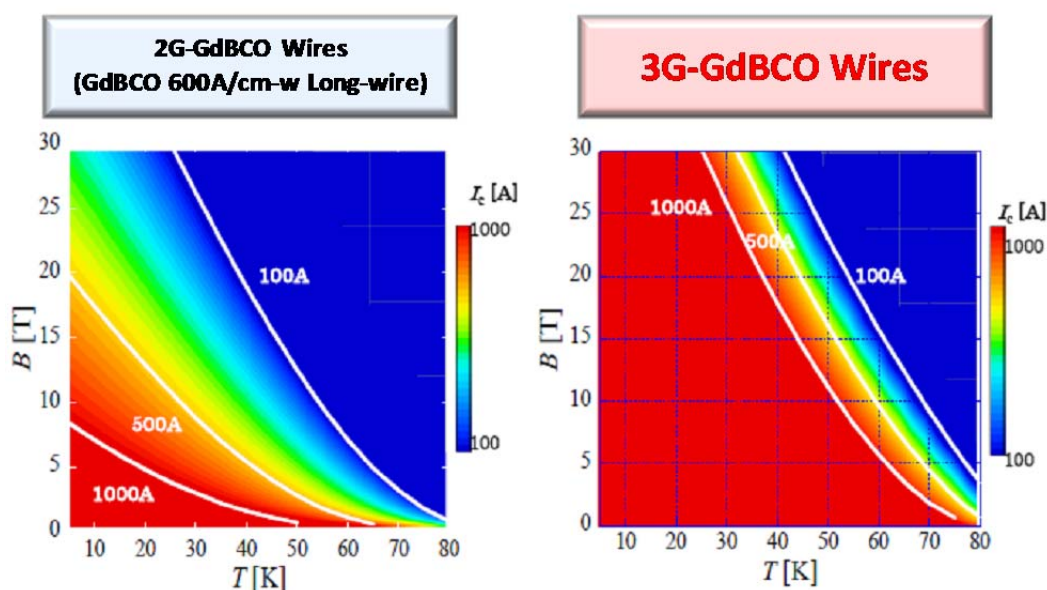 2G-GdBCO Wires
(GdBCO 600A/cm-w Long-wire)
3G-GdBCO Wires
30
25
20
15
10
5
0
B [T]
10 20 30 40 50 60 70 80
T [K]
100A
500A
1000A
I_c [A]
1000
100
30
25
20
15
10
5
0
B [T]
10 20 30 40 50 60 70 80
T [K]
1000A
500A
100A
I_c [A]
1000
100